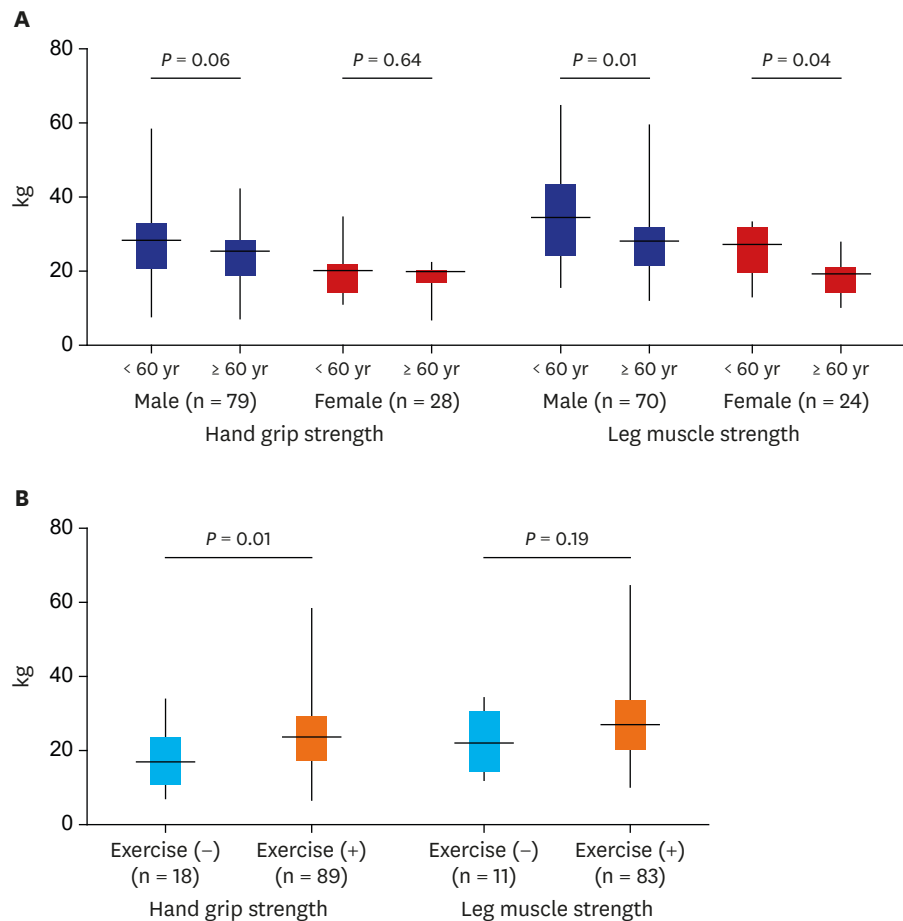 A
80
60
40
20
0
kg
P = 0.06
P = 0.64
P = 0.01
P = 0.04
< 60 yr ≥ 60 yr < 60 yr ≥ 60 yr < 60 yr ≥ 60 yr < 60 yr ≥ 60 yr
Male (n = 79) Female (n = 28) Male (n = 70) Female (n = 24)
Hand grip strength Leg muscle strength
B
80
60
40
20
0
kg
P = 0.01
P = 0.19
Exercise (−) Exercise (+) Exercise (−) Exercise (+)
(n = 18) (n = 89) (n = 11) (n = 83)
Hand grip strength Leg muscle strength